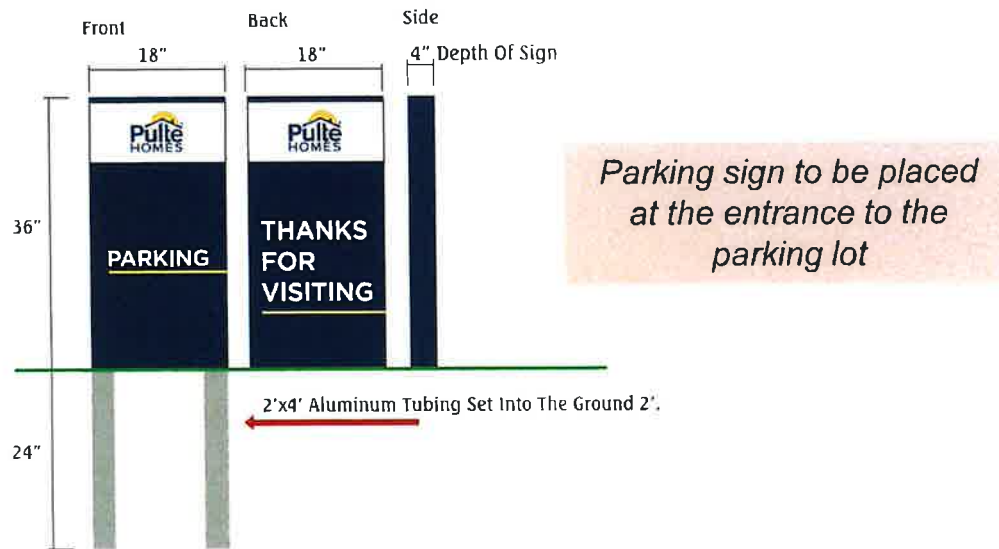 Front
Back
Side
18"
18"
4" Depth Of Sign
Pulte
HOMES
Pulte
HOMES
Parking sign to be placed
at the entrance to the
parking lot
36"
PARKING
THANKS
FOR
VISITING
2'x4' Aluminum Tubing Set Into The Ground 2'.
24"